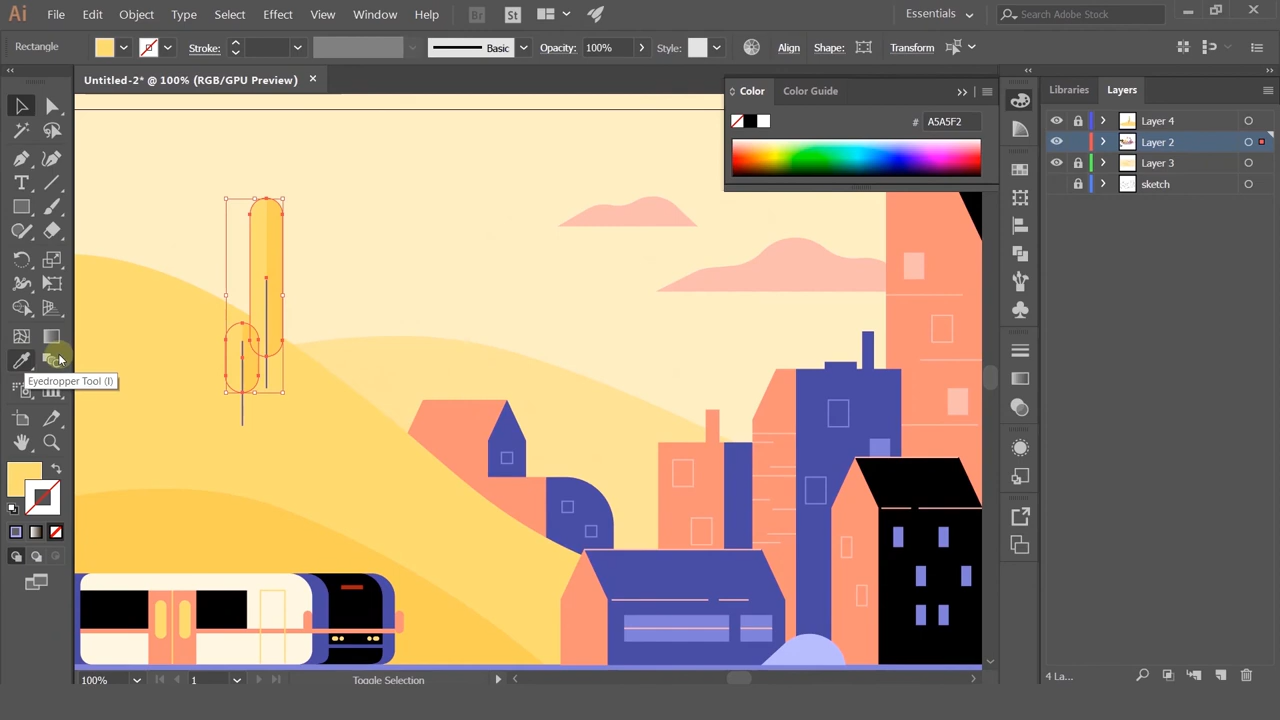 Ai File Edit Object Type Select Effect View Window Help Br St Essentials Search Adobe Stock
Rectangle Stroke: Basic Opacity: 100% Style: Align Shape: Transform
Untitled-2* @ 100% (RGB/GPU Preview)
Color Color Guide
# A5A5F2
Libraries Layers
Layer 4
Layer 2
Layer 3
sketch
Eyedropper Tool (I)
100% 1 Toggle Selection
4 La...